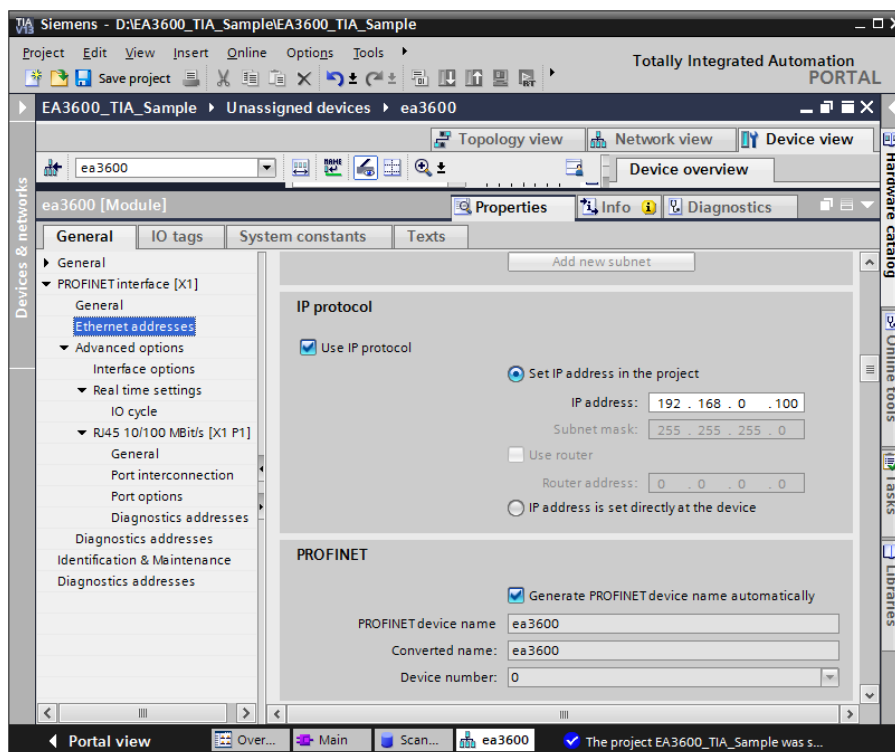 TIA V13 Siemens - D:\EA3600_TIA_Sample\EA3600_TIA_Sample
Project Edit View Insert Online Options Tools
Totally Integrated Automation
PORTAL
Save project
EA3600_TIA_Sample Unassigned devices ea3600
Topology view Network view Device view
ea3600 NAME Device overview
ea3600 [Module] Properties Info Diagnostics
General IO tags System constants Texts
General
PROFINET interface [X1]
General
Ethernet addresses
Advanced options
Interface options
Real time settings
IO cycle
RJ45 10/100 MBit/s [X1 P1]
General
Port interconnection
Port options
Diagnostics addresses
Diagnostics addresses
Identification & Maintenance
Diagnostics addresses
Add new subnet
IP protocol
Use IP protocol
Set IP address in the project
IP address: 192 . 168 . 0 . 100
Subnet mask: 255 . 255 . 255 . 0
Use router
Router address: 0 . 0 . 0 . 0
IP address is set directly at the device
PROFINET
Generate PROFINET device name automatically
PROFINET device name ea3600
Converted name: ea3600
Device number: 0
Devices & networks
Hardware catalog
Online tools
Tasks
Libraries
Portal view Over... Main Scan... ea3600 The project EA3600_TIA_Sample was s...